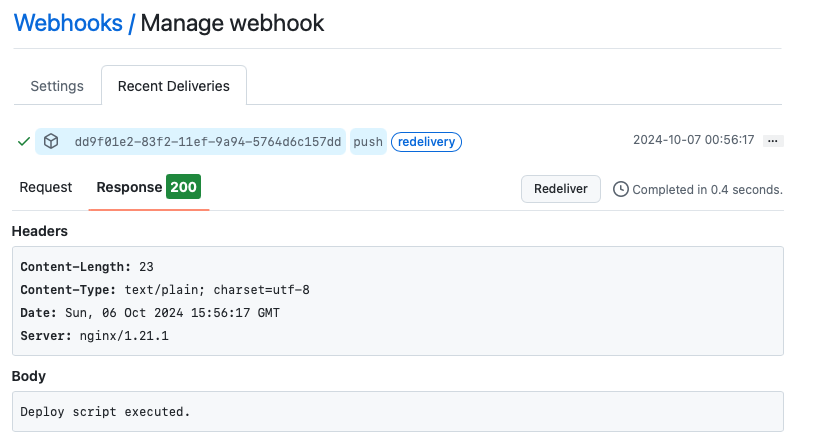 Webhooks / Manage webhook
Settings Recent Deliveries
dd9f01e2-83f2-11ef-9a94-5764d6c157dd push redelivery 2024-10-07 00:56:17 ...
Request Response 200 Redeliver Completed in 0.4 seconds.
Headers
Content-Length: 23
Content-Type: text/plain; charset=utf-8
Date: Sun, 06 Oct 2024 15:56:17 GMT
Server: nginx/1.21.1
Body
Deploy script executed.